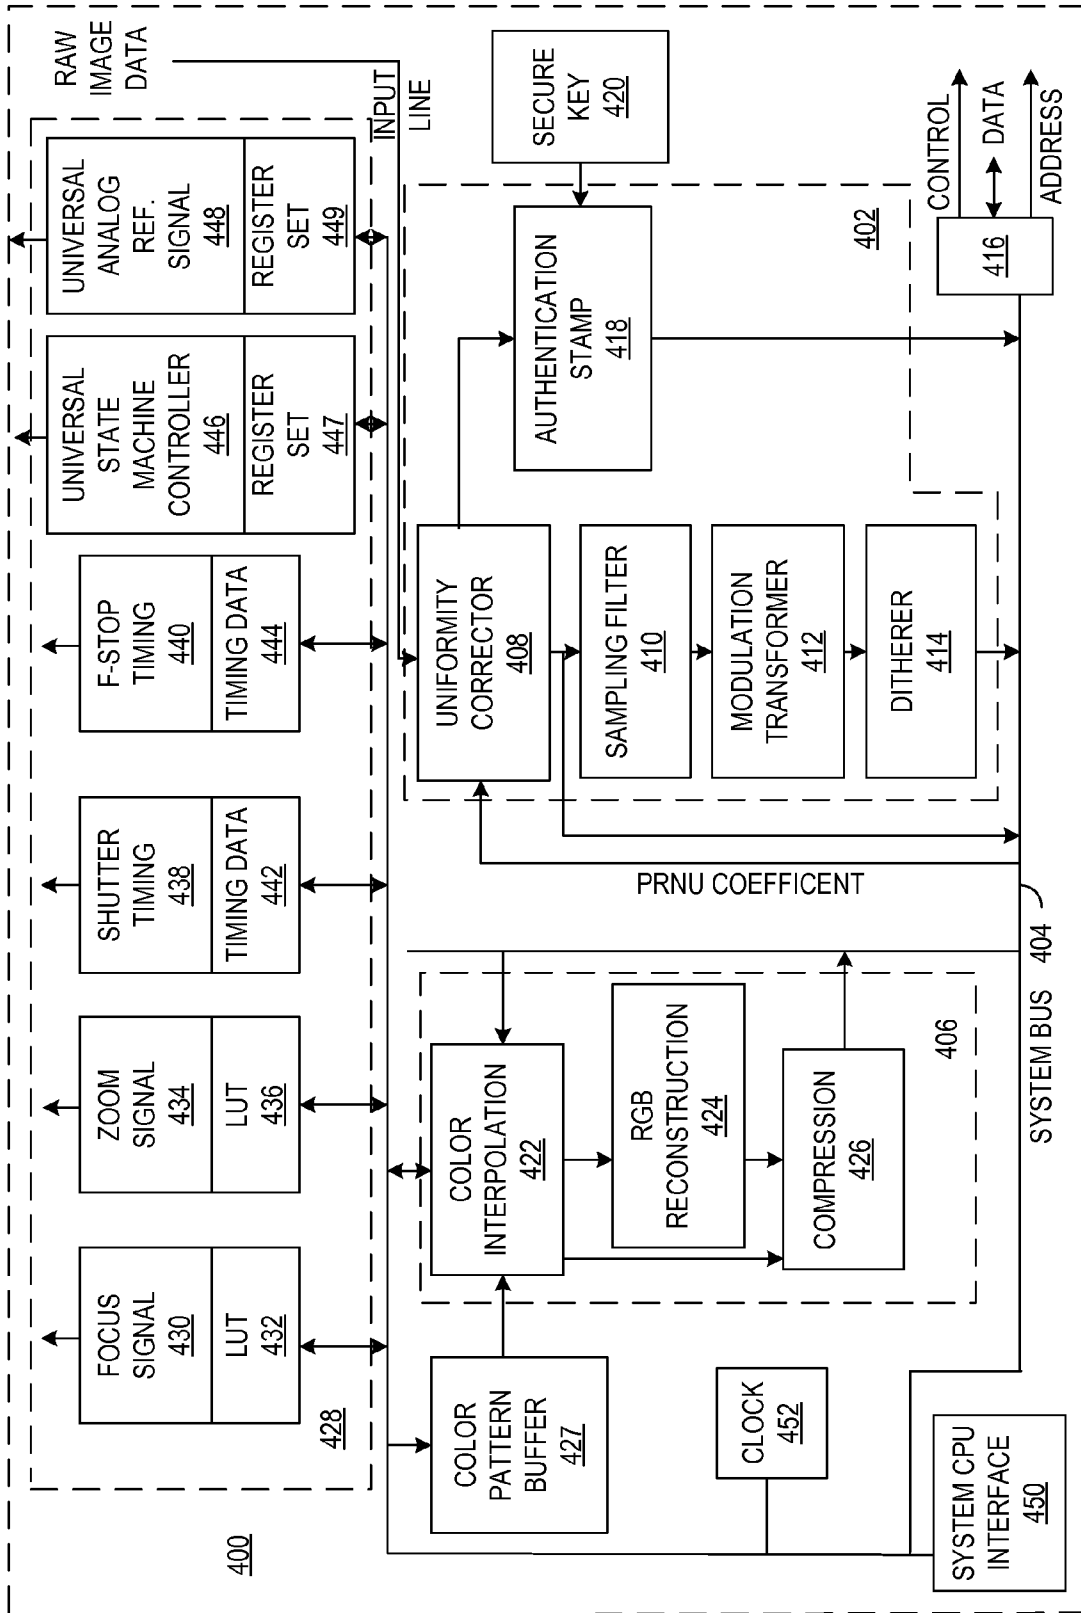 400
FOCUS
SIGNAL
430
LUT
432
428
ZOOM
SIGNAL
434
LUT
436
SHUTTER
TIMING
438
TIMING DATA
442
F-STOP
TIMING
440
TIMING DATA
444
UNIVERSAL
STATE
MACHINE
CONTROLLER
446
REGISTER
SET
447
UNIVERSAL
ANALOG
REF.
SIGNAL
448
REGISTER
SET
449
RAW
IMAGE
DATA
INPUT
LINE
COLOR
PATTERN
BUFFER
427
COLOR
INTERPOLATION
422
RGB
RECONSTRUCTION
424
COMPRESSION
426
406
UNIFORMITY
CORRECTOR
408
SAMPLING FILTER
410
MODULATION
TRANSFORMER
412
DITHERER
414
AUTHENTICATION
STAMP
418
402
SECURE
KEY
420
PRNU COEFFICENT
CLOCK
452
SYSTEM CPU
INTERFACE
450
SYSTEM BUS
404
416
CONTROL
DATA
ADDRESS